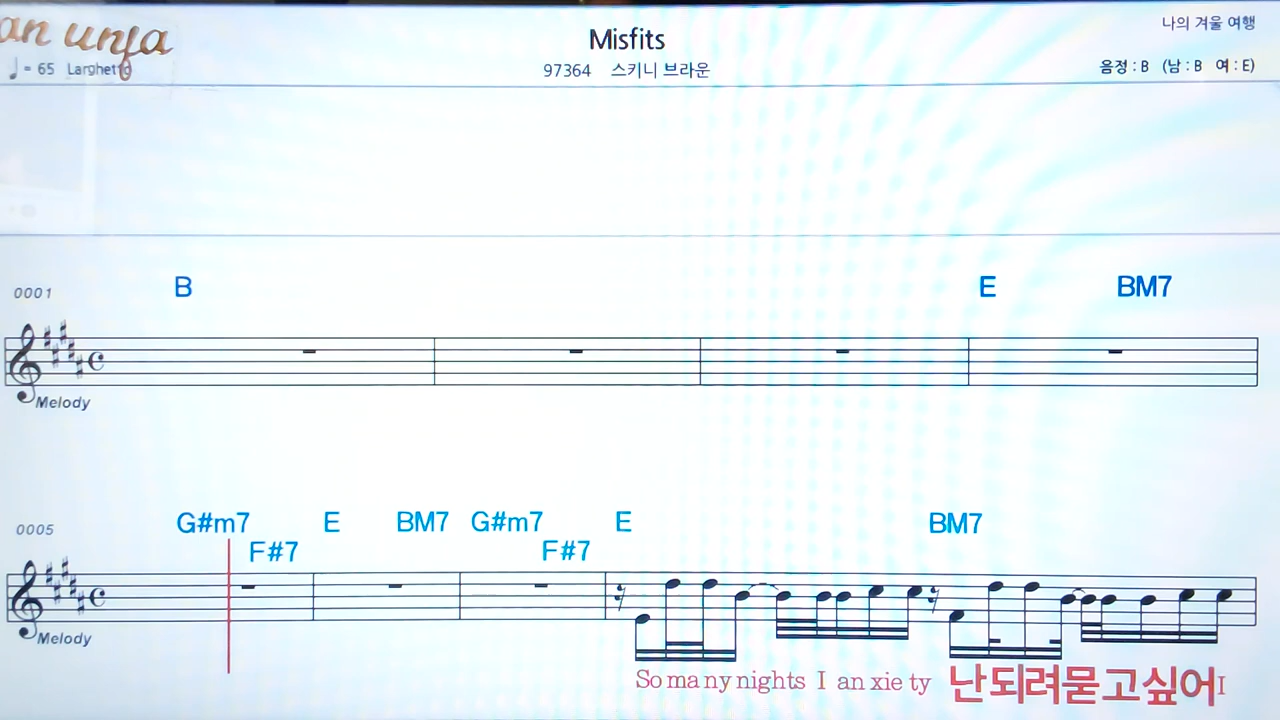 an unja
Misfits
나의 겨울 여행
♩= 65 Larghetto
97364 스키니 브라운
음정 : B (남 : B 여 : E)
B E BM7
0001
Melody
G#m7 E BM7 G#m7 E BM7
0005
F#7 F#7
Melody
So ma ny nights I an xie ty 난되려묻고싶어 I